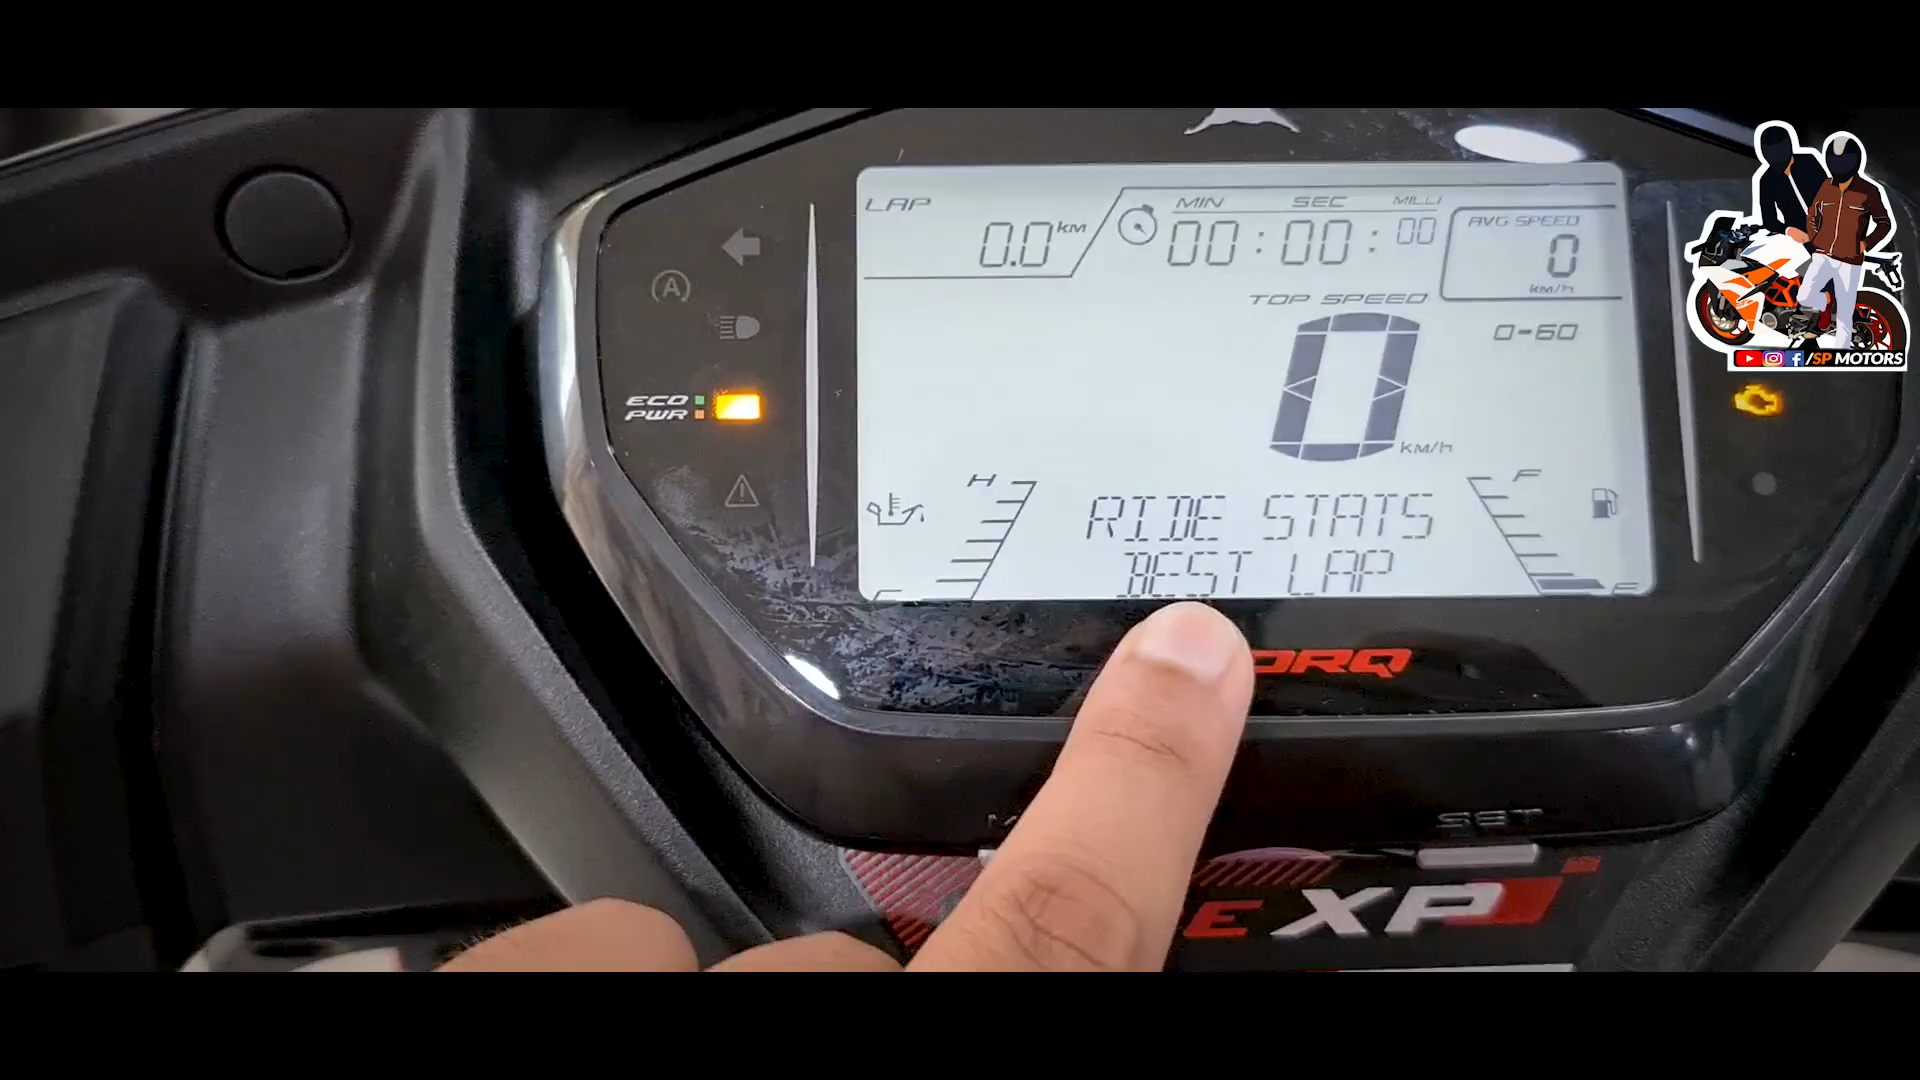 LAP
0.0 KM
MIN SEC MILLI
00:00:00
AVG SPEED
0
KM/H
TOP SPEED
0-60
0
KM/H
A
ECO
PWR
H
F
RIDE STATS
BEST LAP
ORQ
SET
E XP
/SP MOTORS